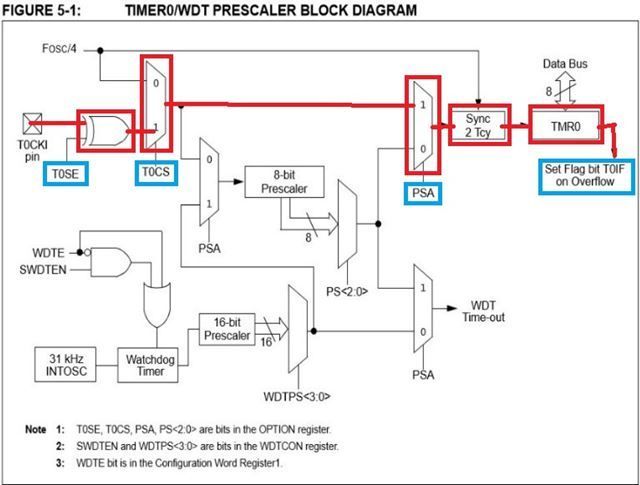 FIGURE 5-1: TIMER0/WDT PRESCALER BLOCK DIAGRAM
FOSC/4
Data Bus
8
0
1
1
0
T0CKI
pin
T0SE
T0CS
0
1
PSA
8-bit
Prescaler
8
PS<2:0>
PSA
Sync
2 Tcy
TMR0
Set Flag bit T0IF
on Overflow
WDTE
SWDTEN
31 kHz
INTOSC
Watchdog
Timer
16-bit
Prescaler
16
WDTPS<3:0>
1
0
PSA
WDT
Time-out
Note 1: T0SE, T0CS, PSA, PS<2:0> are bits in the OPTION register.
2: SWDTEN and WDTPS<3:0> are bits in the WDTCON register.
3: WDTE bit is in the Configuration Word Register1.